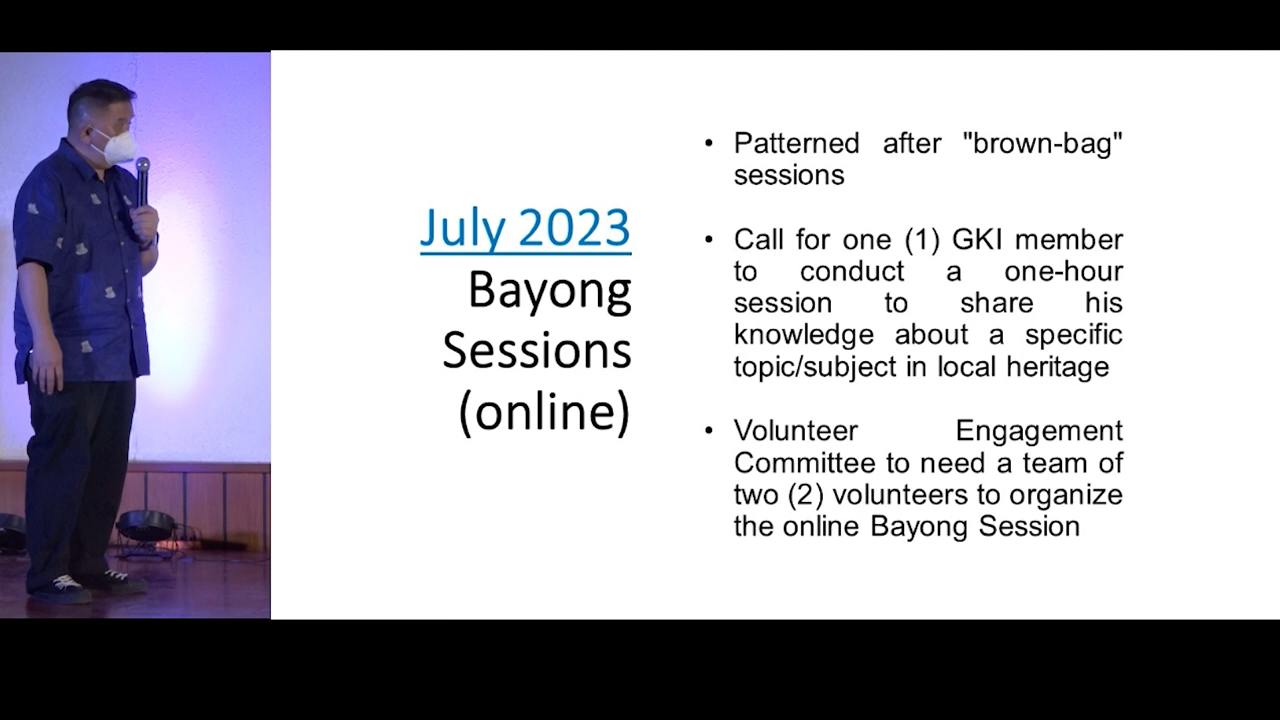 July 2023
Bayong
Sessions
(online)
• Patterned after "brown-bag"
sessions
• Call for one (1) GKI member
to conduct a one-hour
session to share his
knowledge about a specific
topic/subject in local heritage
• Volunteer Engagement
Committee to need a team of
two (2) volunteers to organize
the online Bayong Session